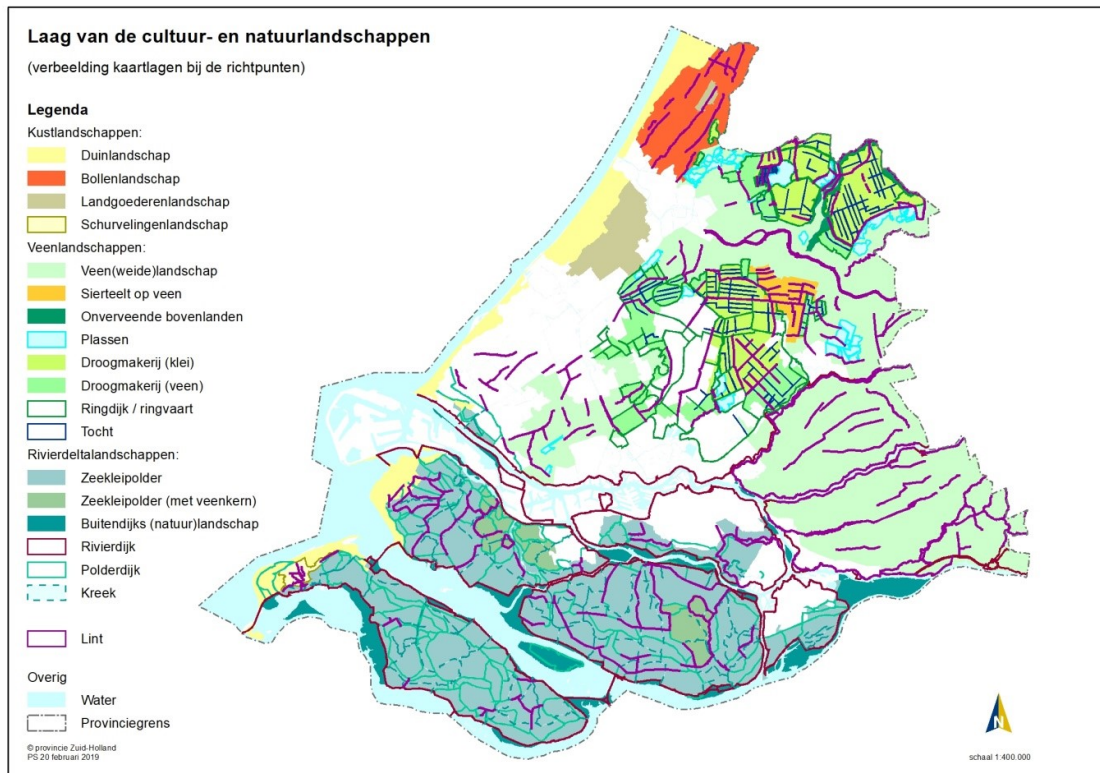 Laag van de cultuur- en natuurlandschappen
(verbeelding kaartlagen bij de richtpunten)
Legenda
Kustlandschappen:
Duinlandschap
Bollenlandschap
Landgoederenlandschap
Schurvelingenlandschap
Veenlandschappen:
Veen(weide)landschap
Sierteelt op veen
Onverveende bovenlanden
Plassen
Droogmakerij (klei)
Droogmakerij (veen)
Ringdijk / ringvaart
Tocht
Rivierdeltalandschappen:
Zeekleipolder
Zeekleipolder (met veenkern)
Buitendijks (natuur)landschap
Rivierdijk
Polderdijk
Kreek
Lint
Overig
Water
Provinciegrens
© provincie Zuid-Holland
PS 20 februari 2019
N
schaal 1:400.000